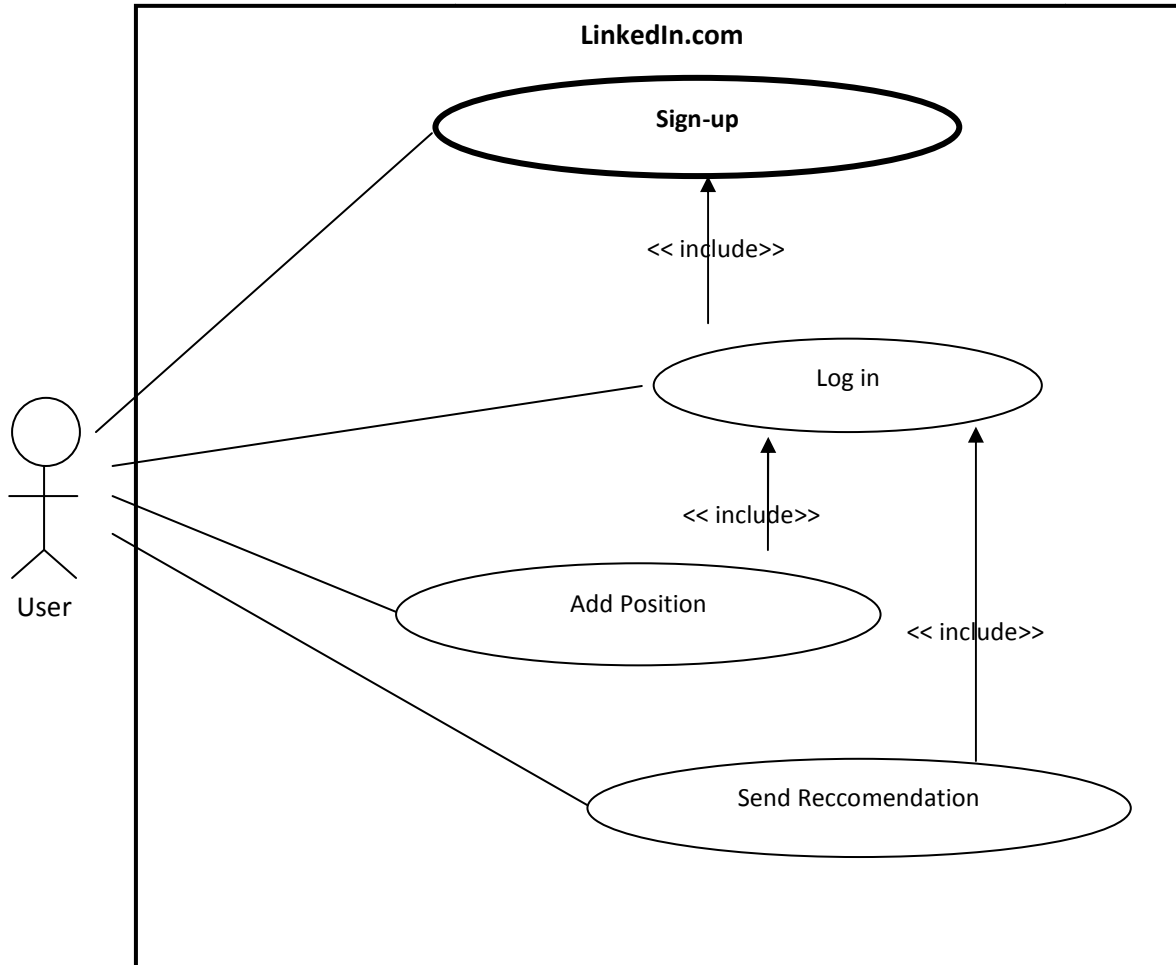 LinkedIn.com
Sign-up
<< include>>
Log in
<< include>>
Add Position
User
<< include>>
Send Reccomendation